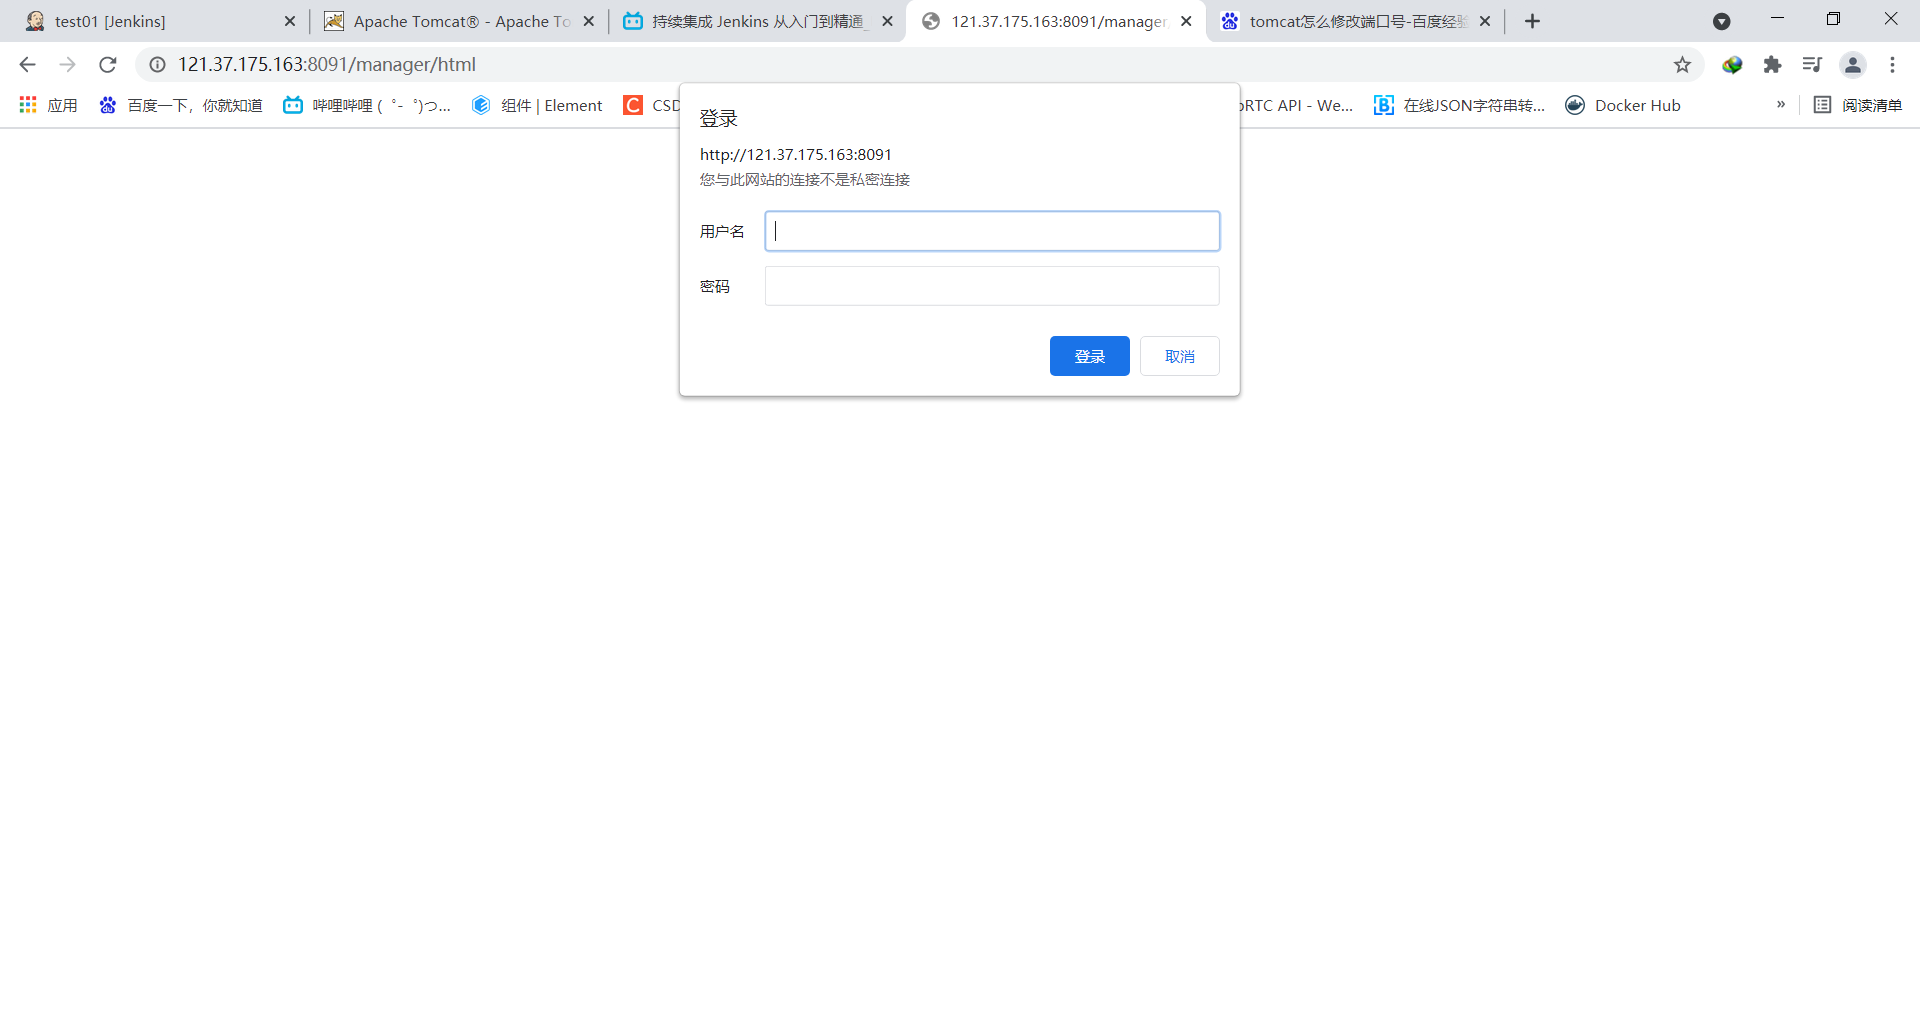 test01 [Jenkins]
Apache Tomcat® - Apache To
持续集成 Jenkins 从入门到精通_
121.37.175.163:8091/manager
tomcat怎么修改端口号-百度经验
121.37.175.163:8091/manager/html
应用
百度一下，你就知道
哔哩哔哩 (゜-゜)つ...
组件 | Element
CSD
RTC API - We...
在线JSON字符串转...
Docker Hub
»
阅读清单
登录
http://121.37.175.163:8091
您与此网站的连接不是私密连接
用户名
密码
登录
取消